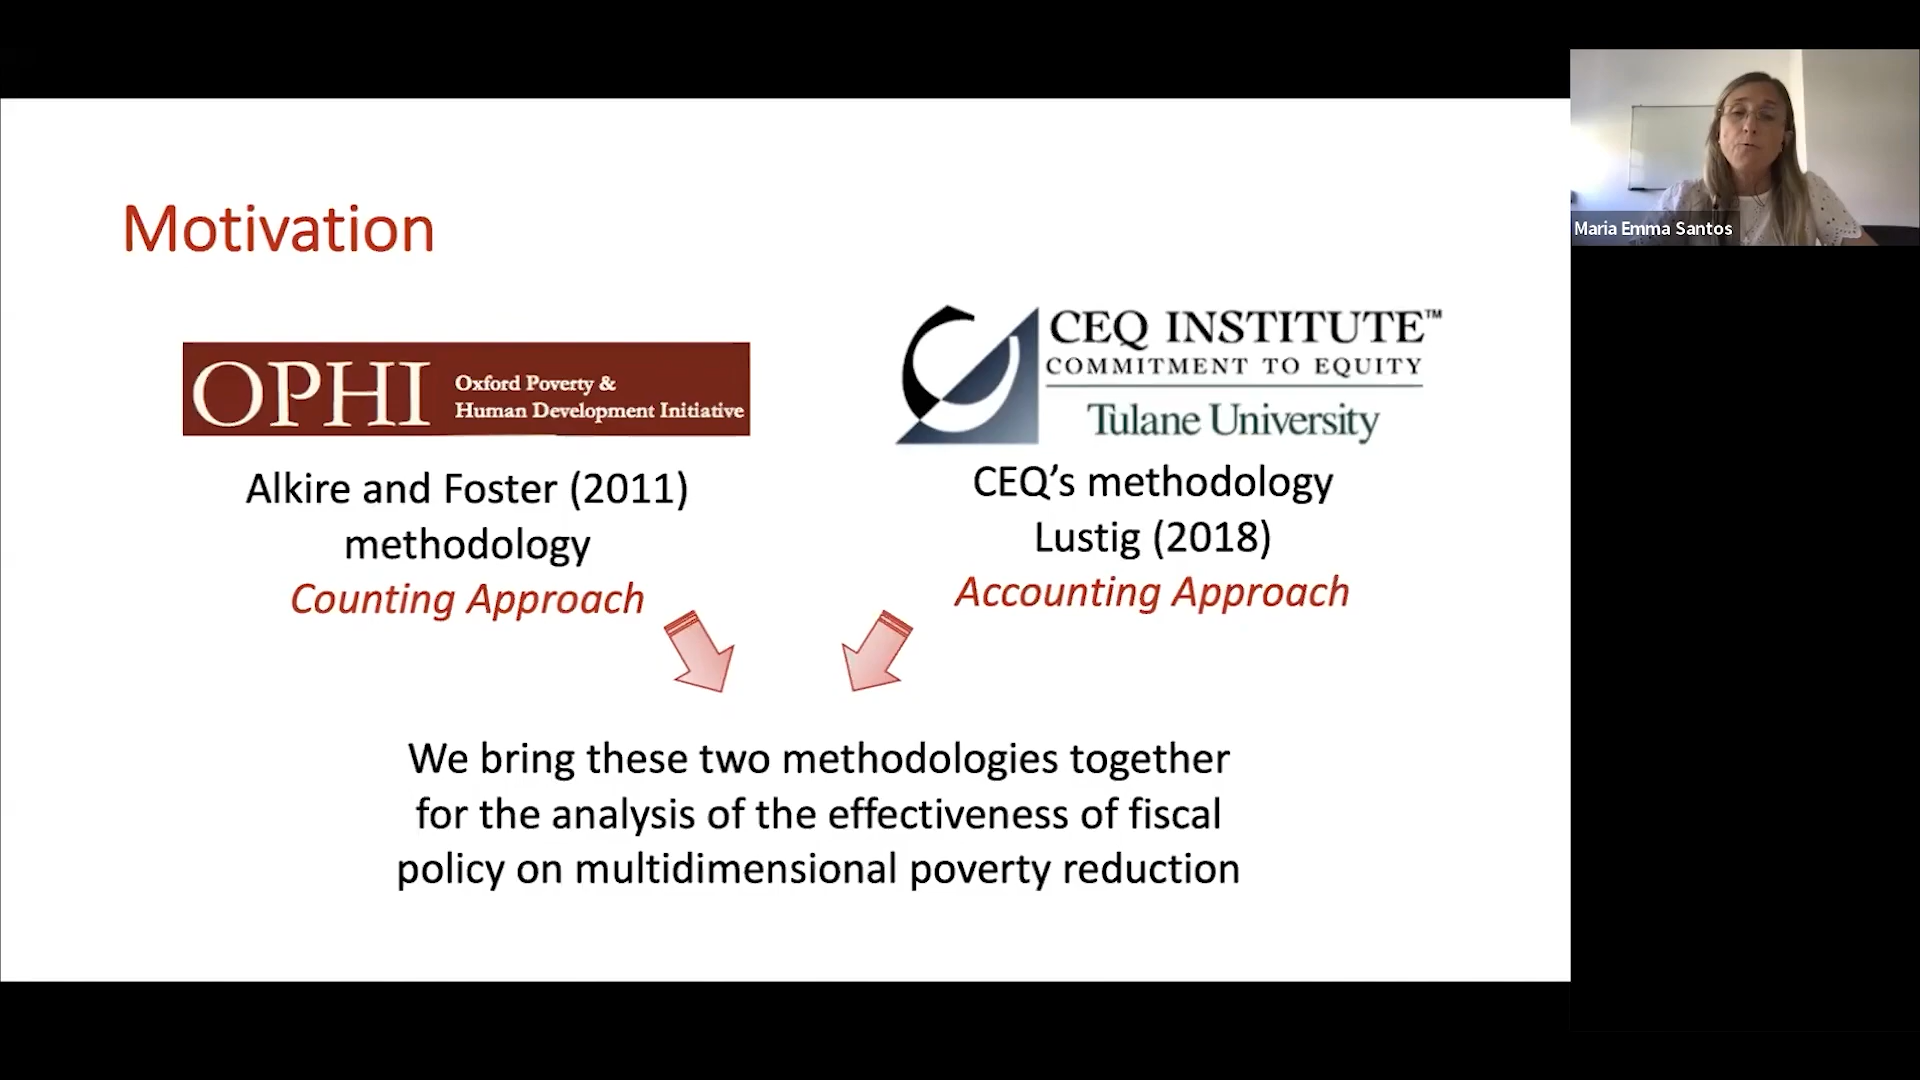 Motivation
OPHI
Oxford Poverty &
Human Development Initiative
Alkire and Foster (2011)
methodology
Counting Approach
CEQ INSTITUTE™
COMMITMENT TO EQUITY
Tulane University
CEQ’s methodology
Lustig (2018)
Accounting Approach
We bring these two methodologies together
for the analysis of the effectiveness of fiscal
policy on multidimensional poverty reduction
Maria Emma Santos